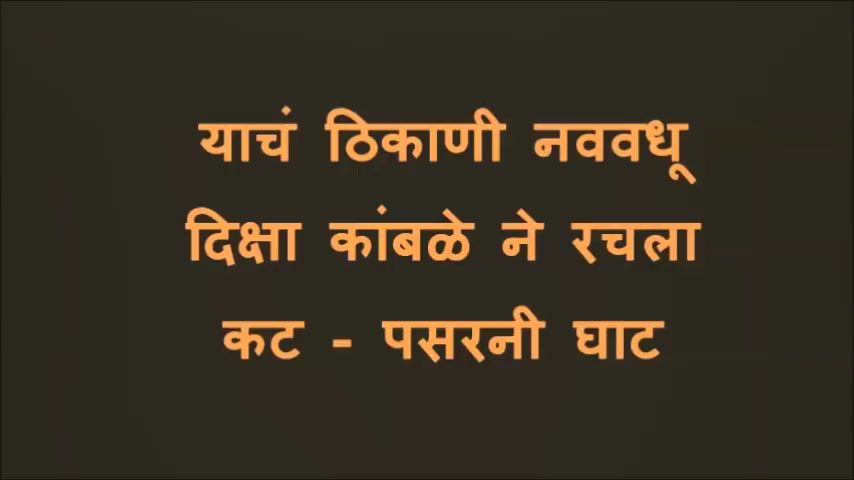 याचं ठिकाणी नववधू
दिक्षा कांबळे ने रचला
कट - पसरनी घाट